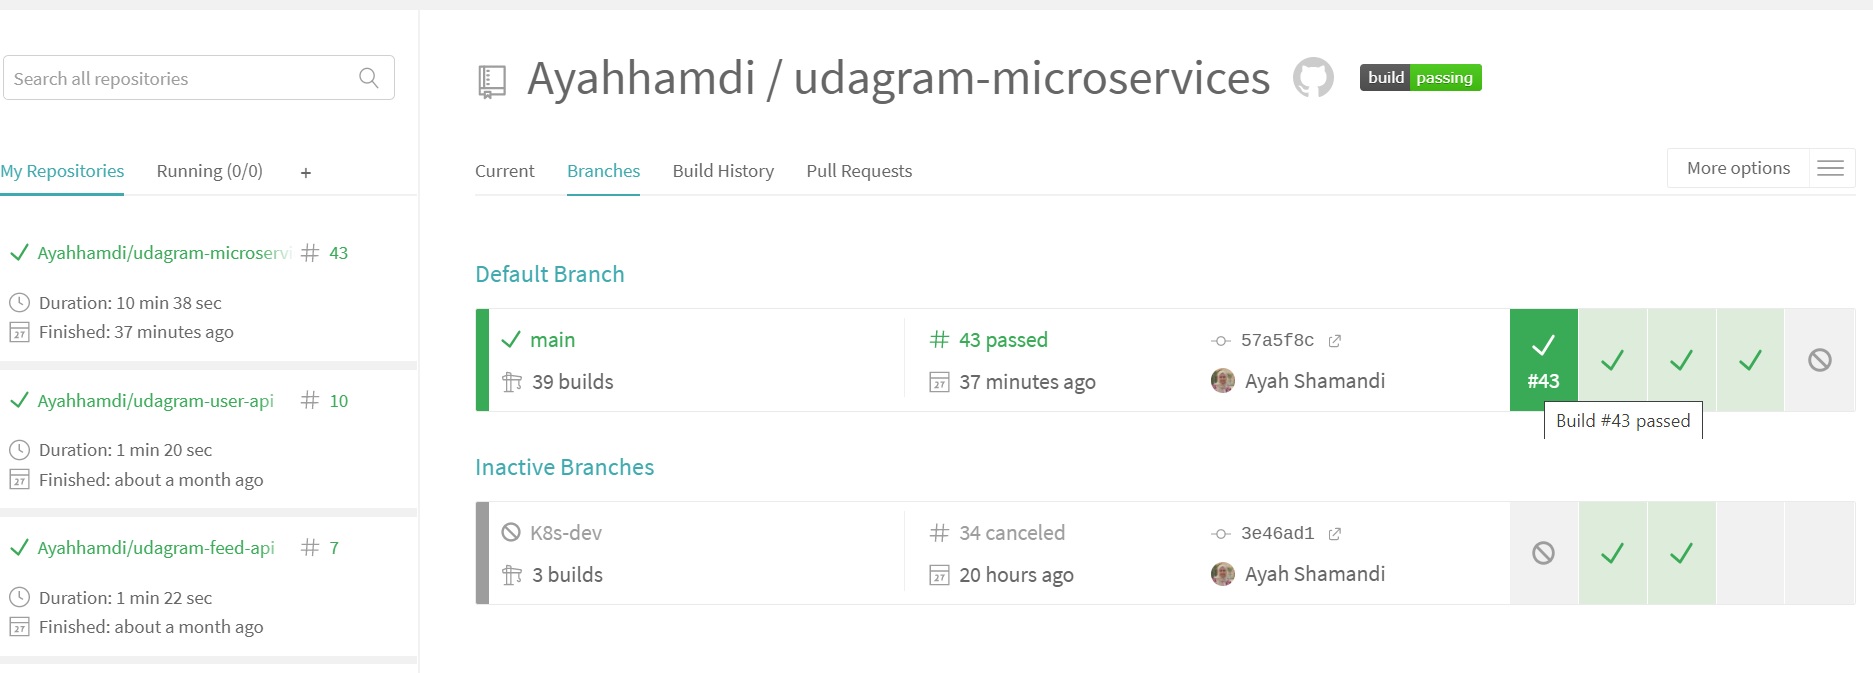 Search all repositories
My Repositories
Running (0/0)
+
Ayahhamdi/udagram-microservi # 43
Duration: 10 min 38 sec
27 Finished: 37 minutes ago
Ayahhamdi/udagram-user-api # 10
Duration: 1 min 20 sec
27 Finished: about a month ago
Ayahhamdi/udagram-feed-api # 7
Duration: 1 min 22 sec
27 Finished: about a month ago
Ayahhamdi / udagram-microservices
build passing
Current
Branches
Build History
Pull Requests
More options
Default Branch
main
39 builds
# 43 passed
27 37 minutes ago
57a5f8c
Ayah Shamandi
#43
Build #43 passed
Inactive Branches
K8s-dev
3 builds
# 34 canceled
27 20 hours ago
3e46ad1
Ayah Shamandi